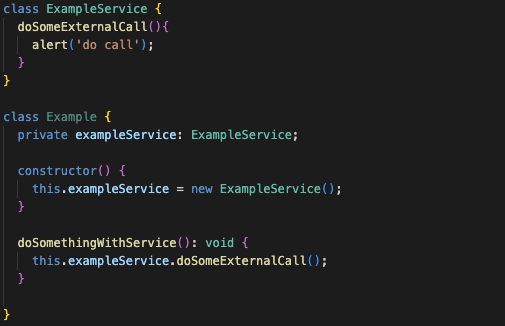 class ExampleService {
  doSomeExternalCall(){
    alert('do call');
  }
}

class Example {
  private exampleService: ExampleService;

  constructor() {
    this.exampleService = new ExampleService();
  }

  doSomethingWithService(): void {
    this.exampleService.doSomeExternalCall();
  }

}